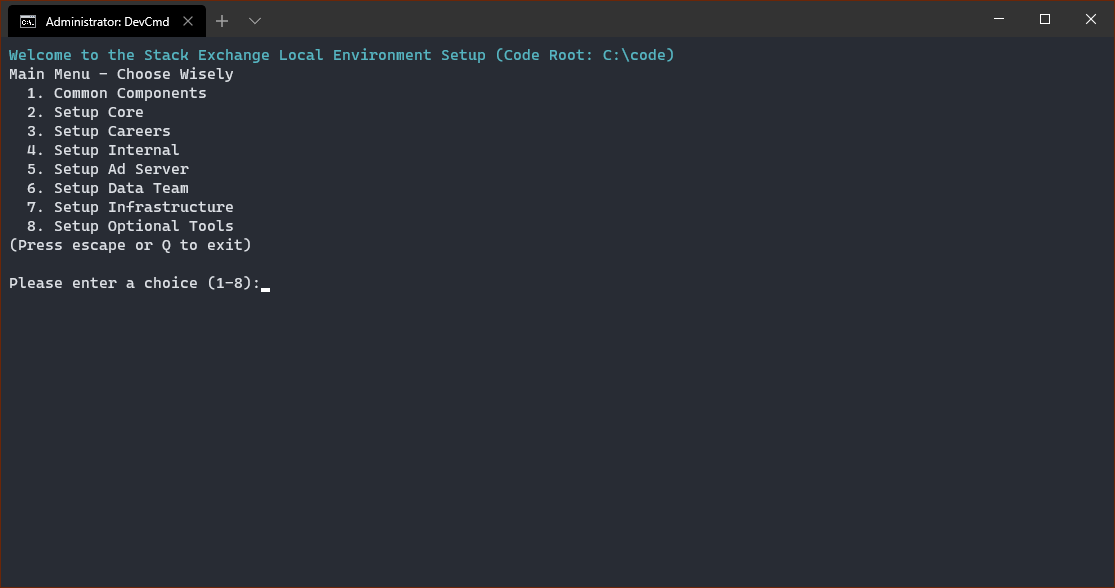 Administrator: DevCmd
Welcome to the Stack Exchange Local Environment Setup (Code Root: C:\code)
Main Menu - Choose Wisely
1. Common Components
2. Setup Core
3. Setup Careers
4. Setup Internal
5. Setup Ad Server
6. Setup Data Team
7. Setup Infrastructure
8. Setup Optional Tools
(Press escape or Q to exit)
Please enter a choice (1-8):